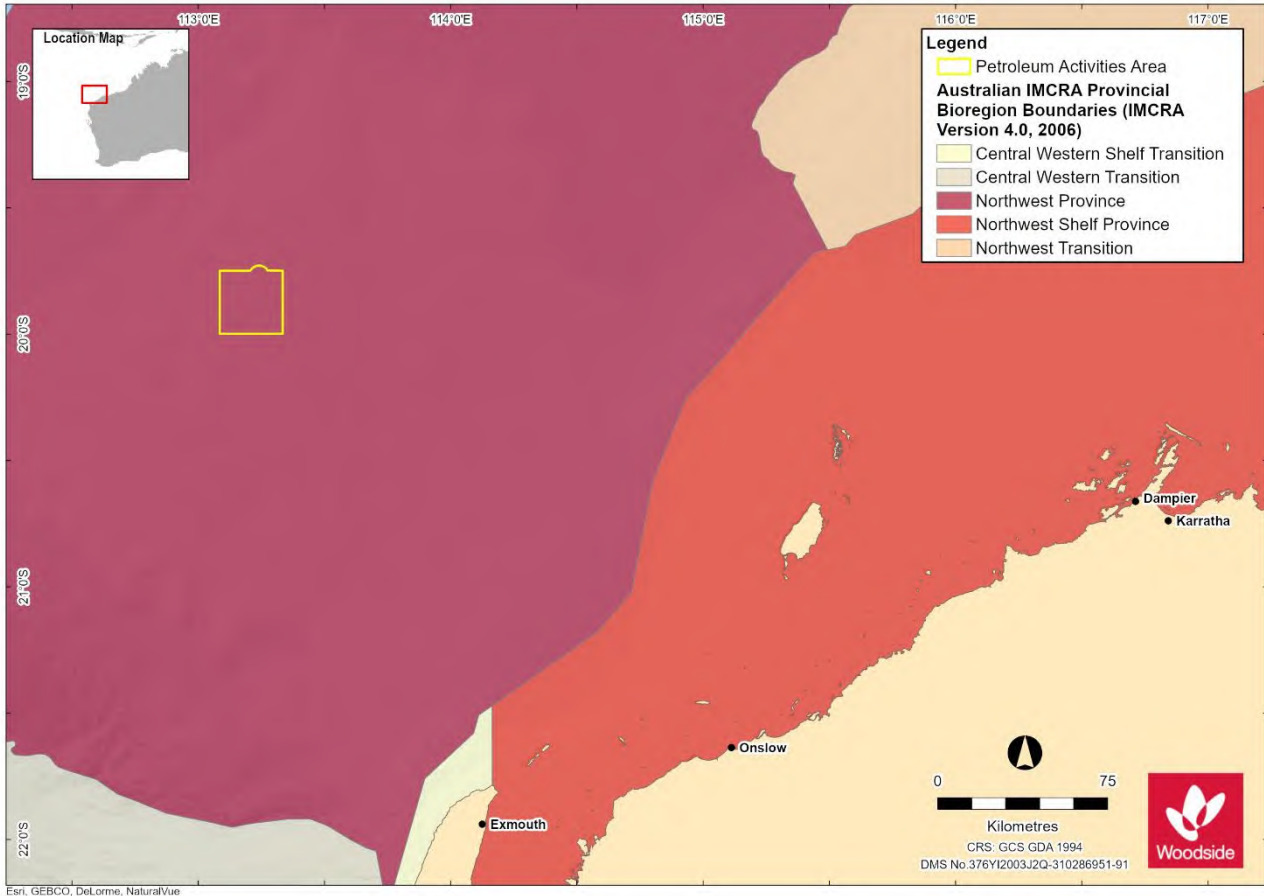 113°0'E
114°0'E
115°0'E
116°0'E
117°0'E
Location Map
Legend
Petroleum Activities Area
Australian IMCRA Provincial
Bioregion Boundaries (IMCRA
Version 4.0, 2006)
Central Western Shelf Transition
Central Western Transition
Northwest Province
Northwest Shelf Province
Northwest Transition
19°0'S
20°0'S
21°0'S
22°0'S
Dampier
Karratha
Onslow
Exmouth
0 75
Kilometres
CRS: GCS GDA 1994
DMS No.376YI2003J2Q-310286951-91
Woodside
Esri, GEBCO, DeLorme, NaturalVue